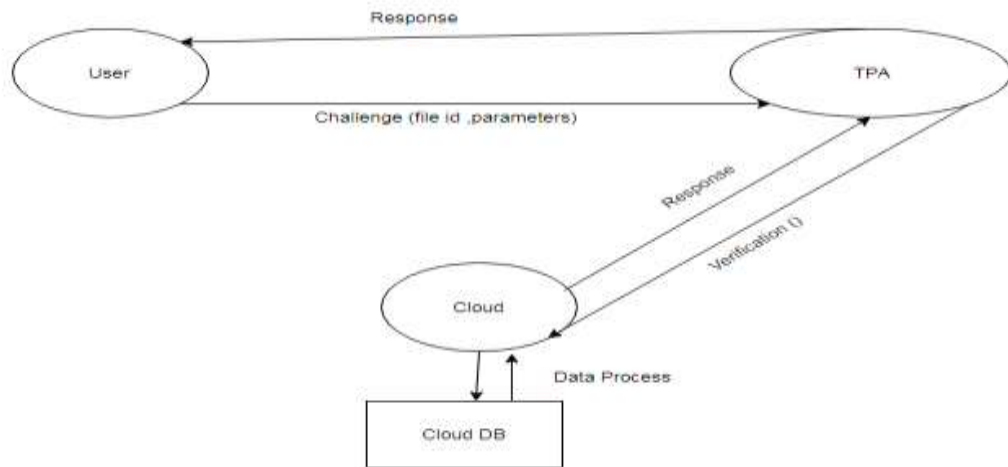 Response
User
TPA
Challenge (file id ,parameters)
Response
Verification ()
Cloud
Data Process
Cloud DB